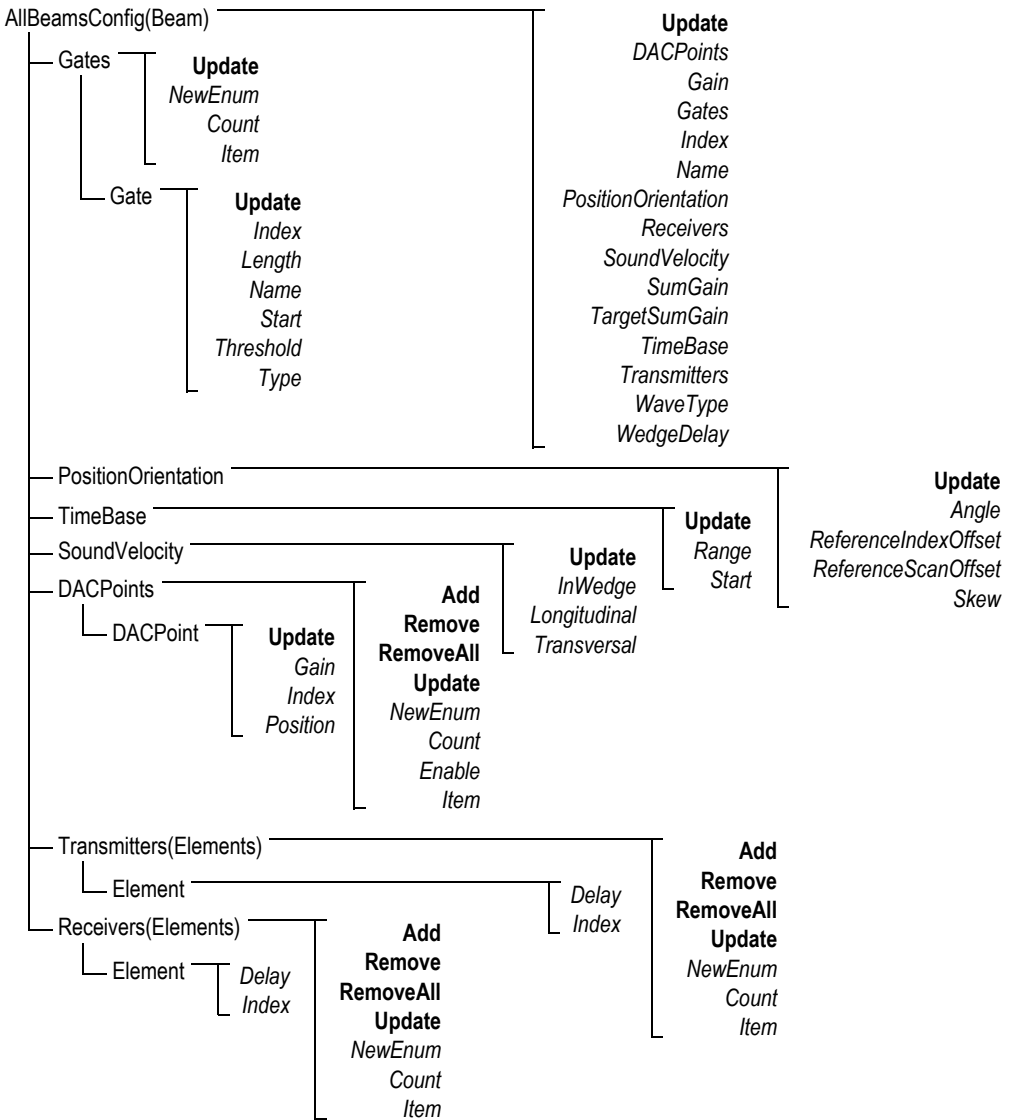 AllBeamsConfig(Beam)
Update
DACPoints
Gain
Gates
Index
Name
PositionOrientation
Receivers
SoundVelocity
SumGain
TargetSumGain
TimeBase
Transmitters
WaveType
WedgeDelay
Gates
Update
NewEnum
Count
Item
Gate
Update
Index
Length
Name
Start
Threshold
Type
PositionOrientation
Update
Angle
ReferenceIndexOffset
ReferenceScanOffset
Skew
TimeBase
Update
Range
Start
SoundVelocity
Update
InWedge
Longitudinal
Transversal
DACPoints
Add
Remove
RemoveAll
Update
NewEnum
Count
Enable
Item
DACPoint
Update
Gain
Index
Position
Transmitters(Elements)
Add
Remove
RemoveAll
Update
NewEnum
Count
Item
Element
Delay
Index
Receivers(Elements)
Add
Remove
RemoveAll
Update
NewEnum
Count
Item
Element
Delay
Index